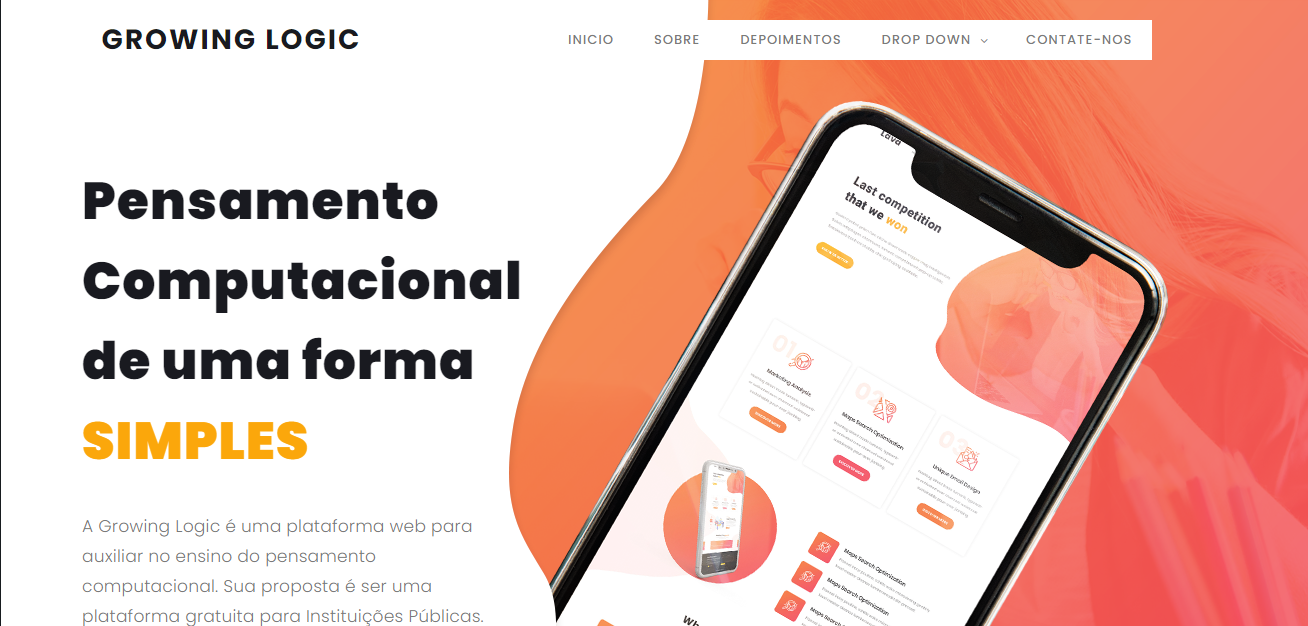 GROWING LOGIC
INICIO SOBRE DEPOIMENTOS DROP DOWN CONTATE-NOS
Pensamento
Computacional
de uma forma
SIMPLES
A Growing Logic é uma plataforma web para
auxiliar no ensino do pensamento
computacional. Sua proposta é ser uma
plataforma gratuita para Instituições Públicas.
Lava
Last competition
that we won
01
Marketing Analysis
02
Maps Search Optimization
03
Unique Email Design
Maps Search Optimization
Maps Search Optimization
Maps Search Optimization